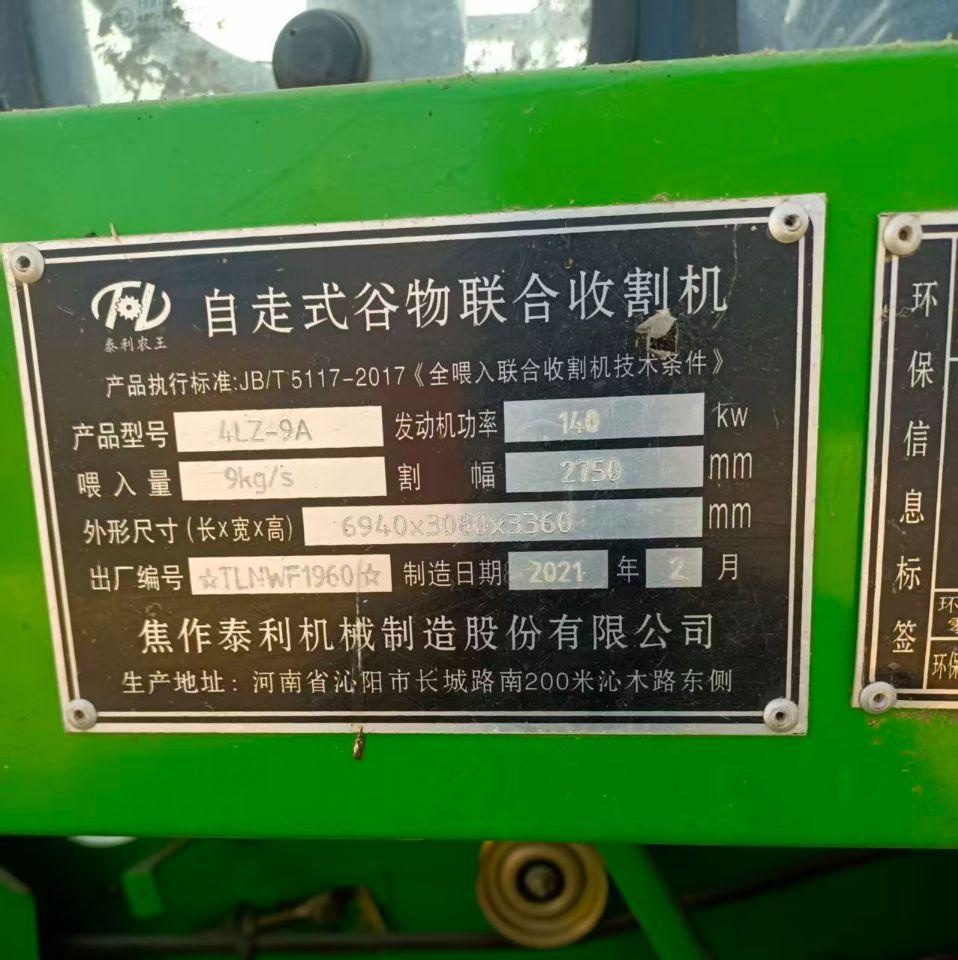 TL
泰利农王
自走式谷物联合收割机
产品执行标准:JB/T 5117-2017《全喂入联合收割机技术条件》
产品型号 4LZ-9A 发动机功率 140 kw
喂入量 9kg/s 割幅 2750 mm
外形尺寸(长x宽x高) 6940x3080x3360 mm
出厂编号 ☆TLNWF1960☆ 制造日期 2021 年 2 月
焦作泰利机械制造股份有限公司
生产地址:河南省沁阳市长城路南200米沁木路东侧
环保信息标签
环
环保